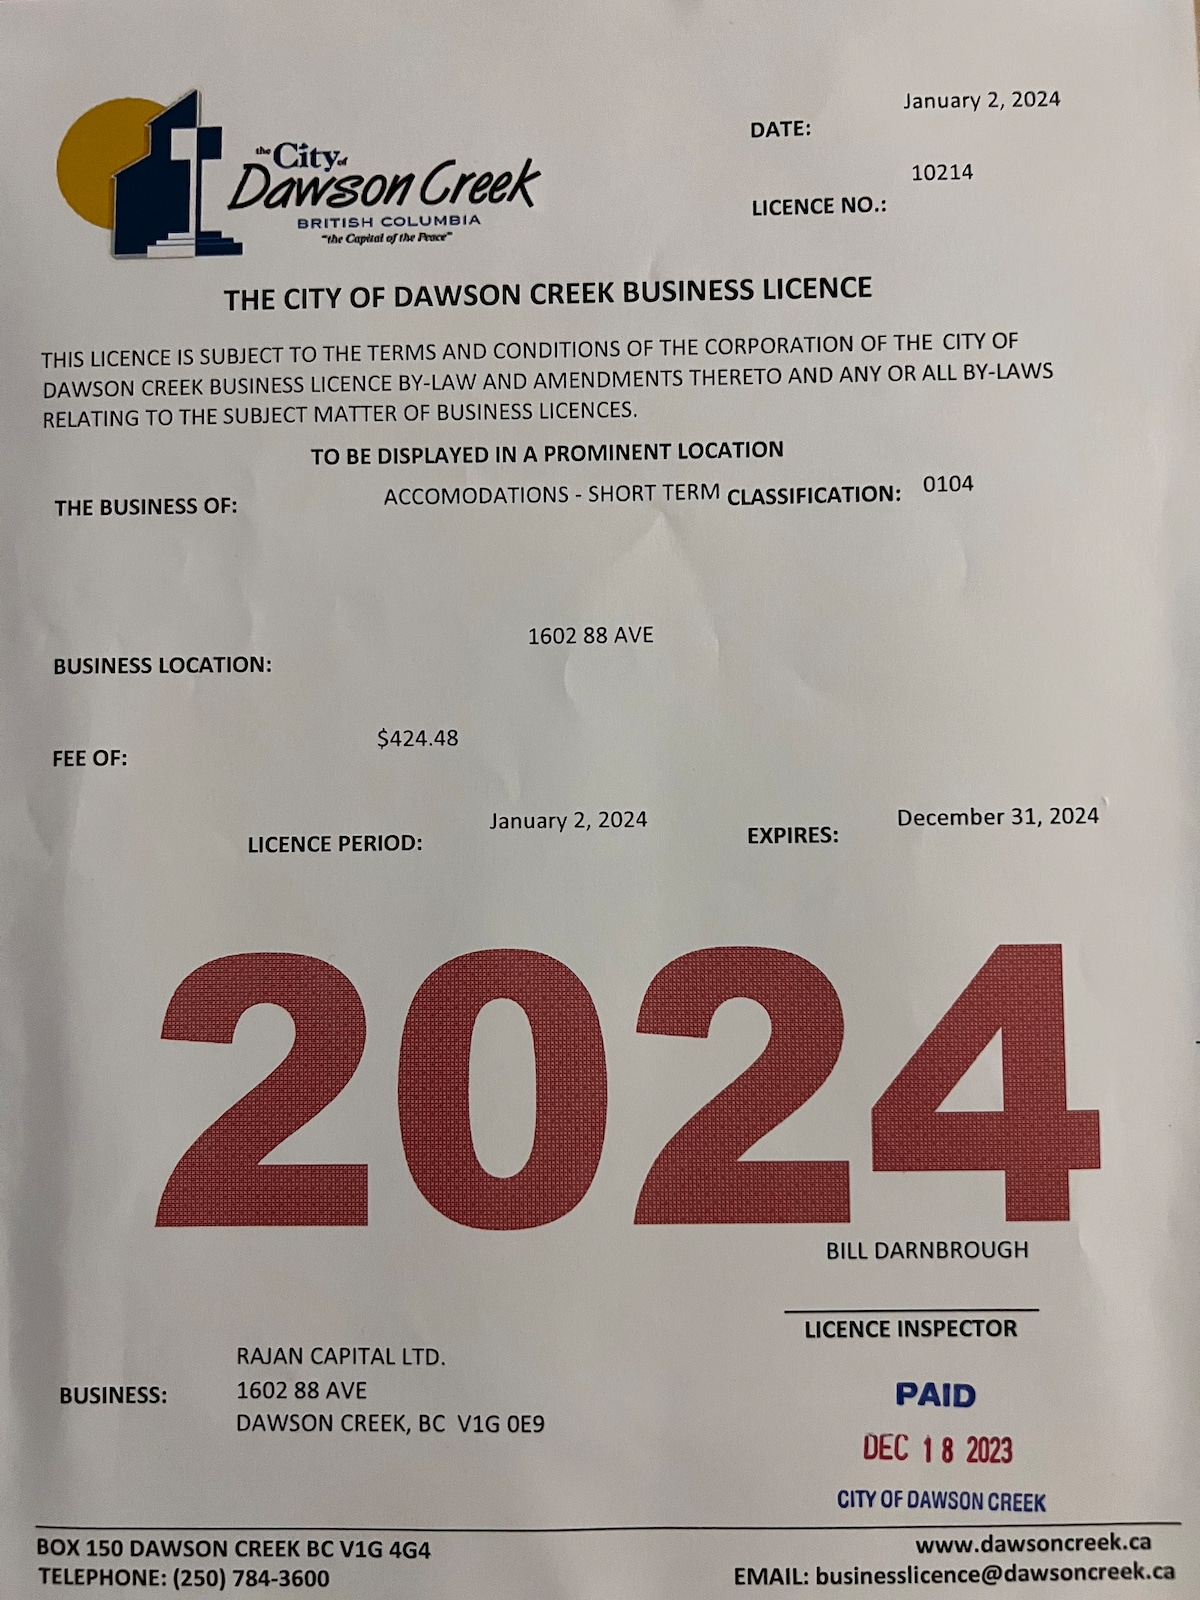 the City of
Dawson Creek
BRITISH COLUMBIA
"the Capital of the Peace"
January 2, 2024
DATE:
10214
LICENCE NO.:
THE CITY OF DAWSON CREEK BUSINESS LICENCE
THIS LICENCE IS SUBJECT TO THE TERMS AND CONDITIONS OF THE CORPORATION OF THE CITY OF
DAWSON CREEK BUSINESS LICENCE BY-LAW AND AMENDMENTS THERETO AND ANY OR ALL BY-LAWS
RELATING TO THE SUBJECT MATTER OF BUSINESS LICENCES.
TO BE DISPLAYED IN A PROMINENT LOCATION
THE BUSINESS OF: ACCOMODATIONS - SHORT TERM CLASSIFICATION: 0104
1602 88 AVE
BUSINESS LOCATION:
$424.48
FEE OF:
LICENCE PERIOD: January 2, 2024 EXPIRES: December 31, 2024
2024
BILL DARNBROUGH
LICENCE INSPECTOR
RAJAN CAPITAL LTD.
BUSINESS: 1602 88 AVE
DAWSON CREEK, BC V1G 0E9
PAID
DEC 18 2023
CITY OF DAWSON CREEK
BOX 150 DAWSON CREEK BC V1G 4G4
TELEPHONE: (250) 784-3600
www.dawsoncreek.ca
EMAIL: businesslicence@dawsoncreek.ca